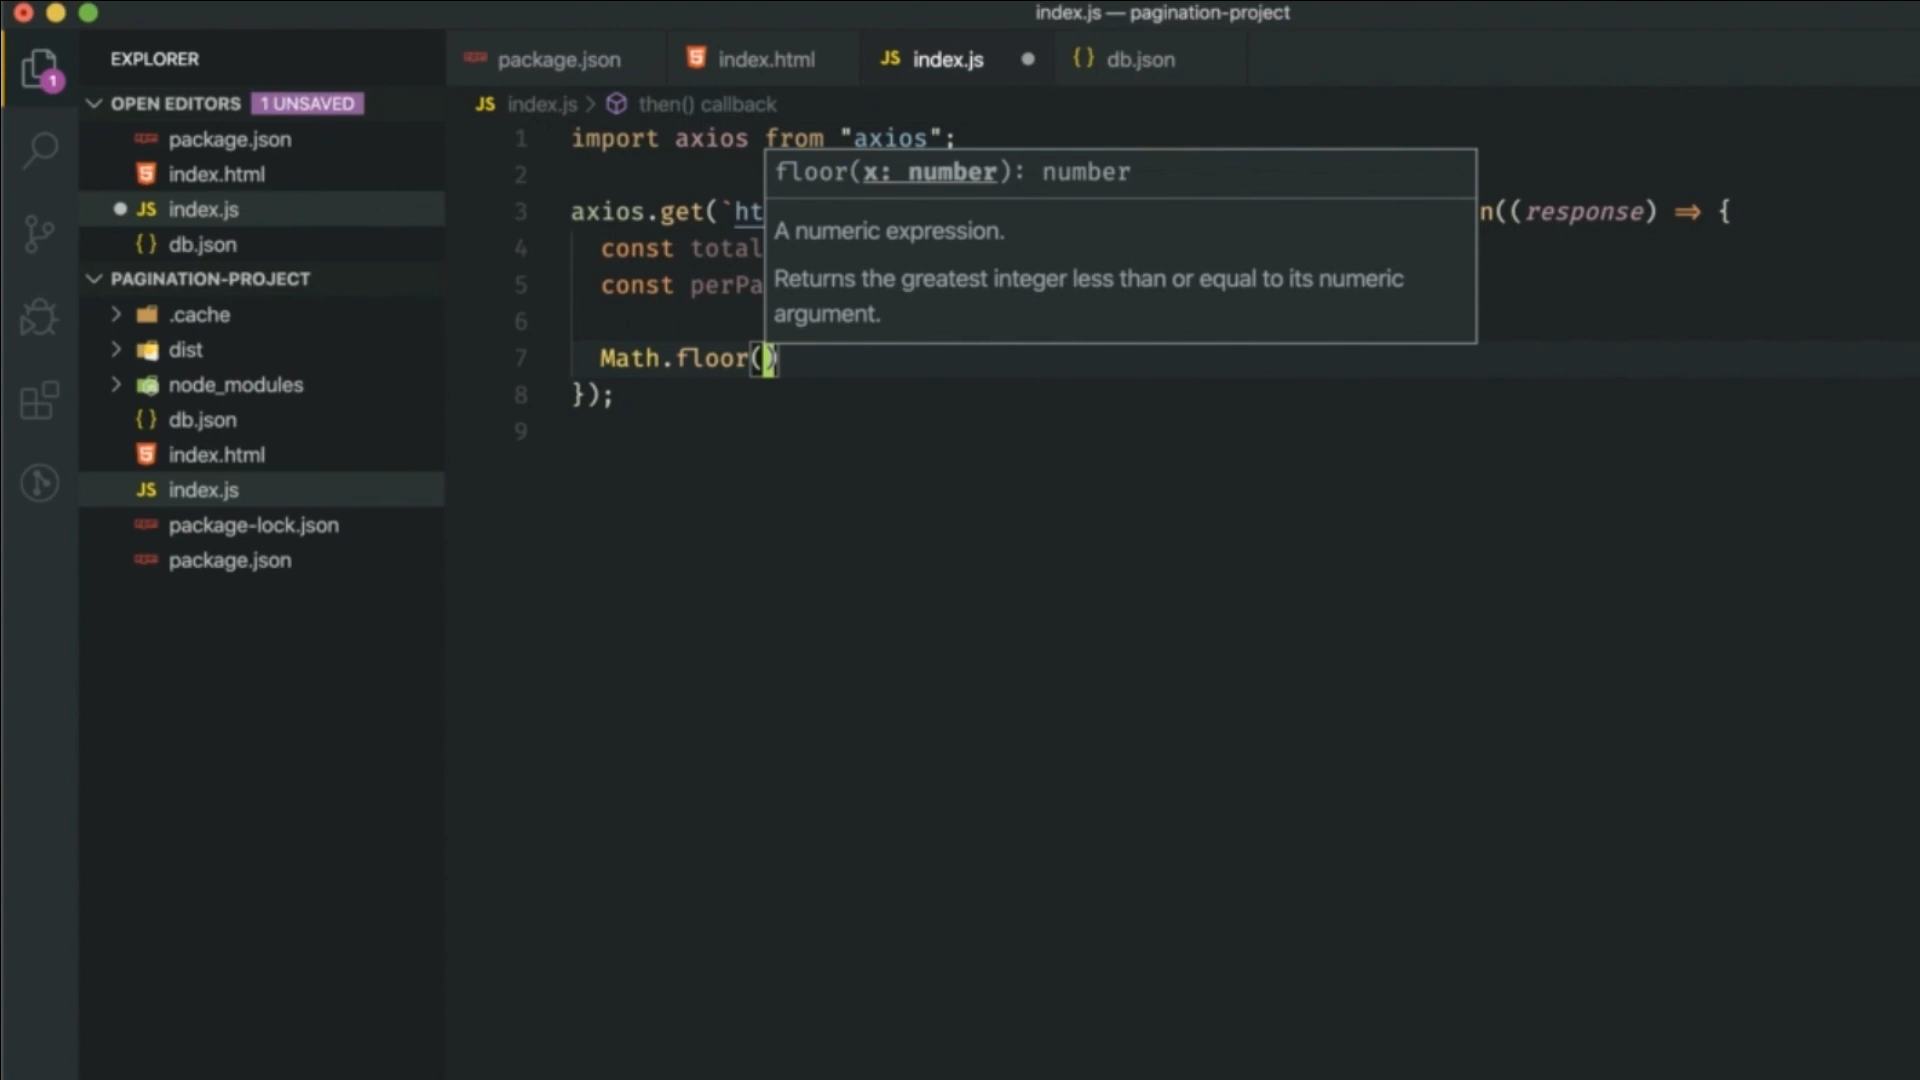 index.js — pagination-project
EXPLORER
OPEN EDITORS 1 UNSAVED
package.json
index.html
JS index.js
{} db.json
PAGINATION-PROJECT
.cache
dist
node_modules
{} db.json
index.html
JS index.js
package-lock.json
package.json
1
package.json index.html JS index.js {} db.json
JS index.js > then() callback
1 import axios from "axios";
2
floor(x: number): number
3 axios.get(`ht n((response) => {
A numeric expression.
4 const total
Returns the greatest integer less than or equal to its numeric
5 const perPa
argument.
6
7 Math.floor()
8 });
9